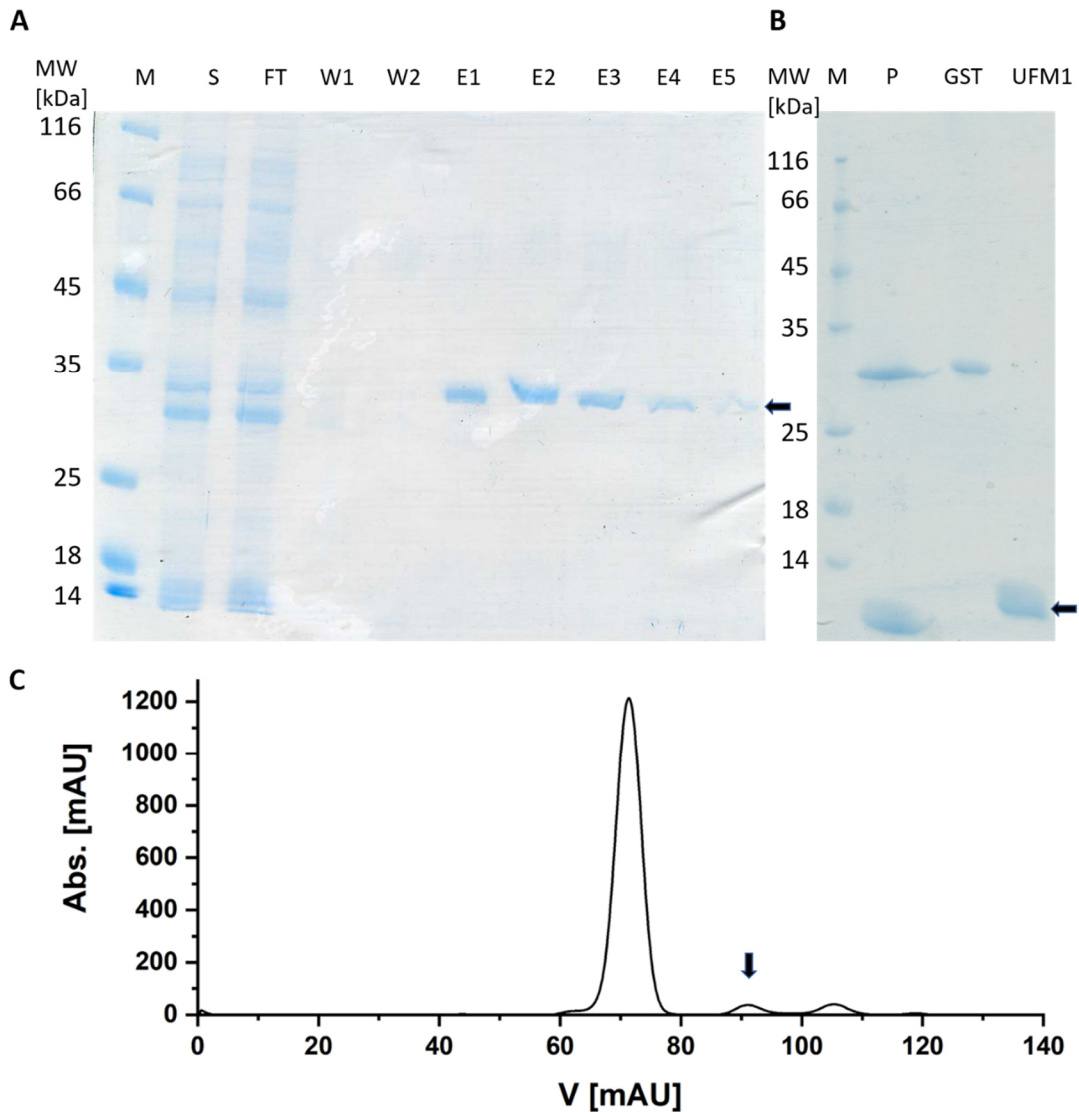 A
MW
[kDa]
M S FT W1 W2 E1 E2 E3 E4 E5
116
66
45
35
25
18
14
B
MW
[kDa]
M P GST UFM1
116
66
45
35
25
18
14
C
Abs. [mAU]
1200
1000
800
600
400
200
0
0 20 40 60 80 100 120 140
V [mAU]